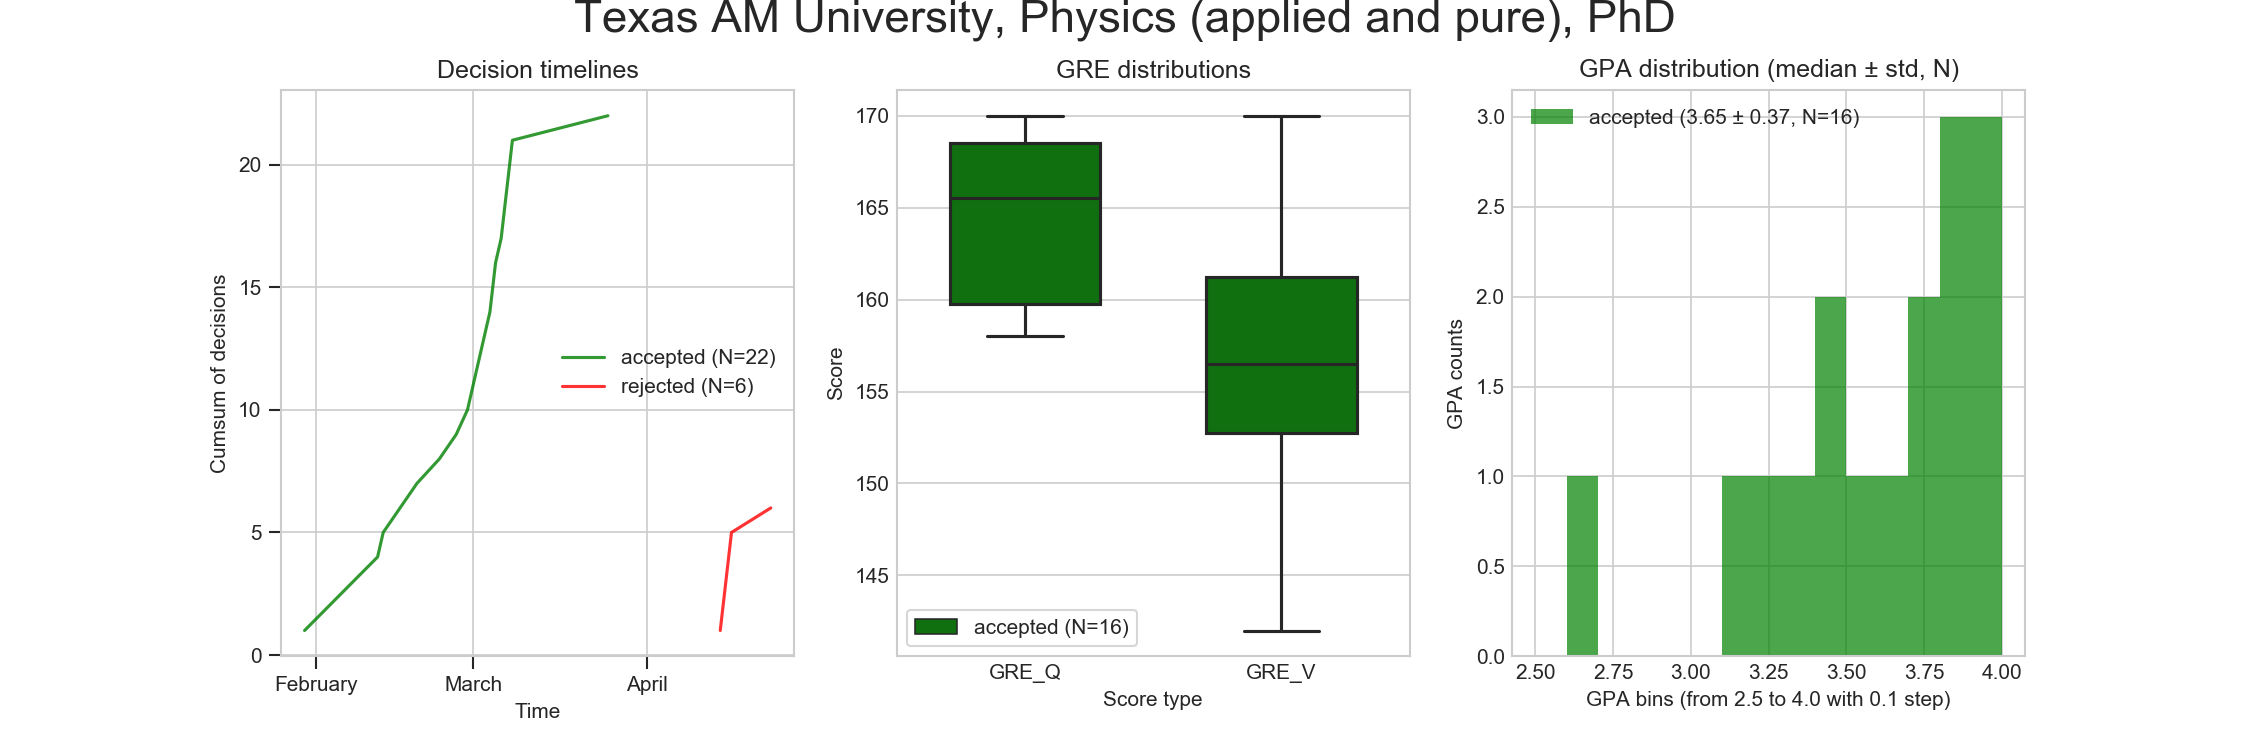 Texas AM University, Physics (applied and pure), PhD
Decision timelines
20
15
10
5
0
Cumsum of decisions
accepted (N=22)
rejected (N=6)
February March April
Time
GRE distributions
170
165
160
155
150
145
Score
accepted (N=16)
GRE_Q GRE_V
Score type
GPA distribution (median ± std, N)
accepted (3.65 ± 0.37, N=16)
3.0
2.5
2.0
1.5
1.0
0.5
0.0
GPA counts
2.50 2.75 3.00 3.25 3.50 3.75 4.00
GPA bins (from 2.5 to 4.0 with 0.1 step)